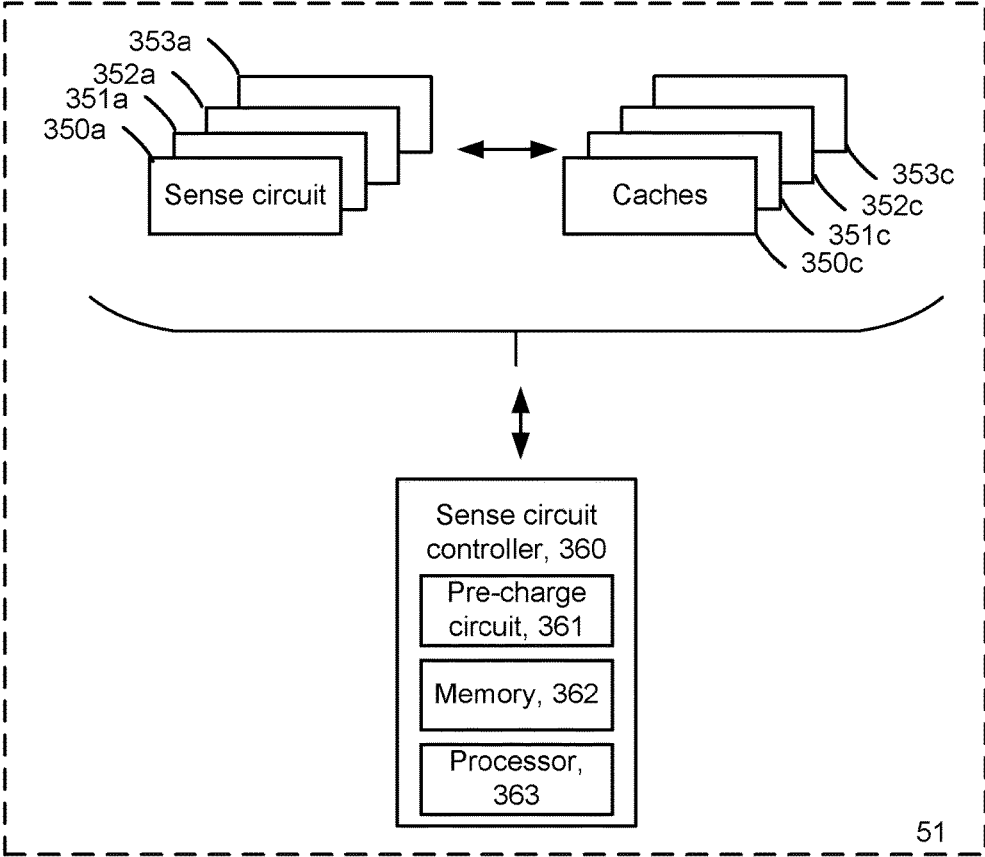 353a
352a
351a
350a
Sense circuit
Caches
353c
352c
351c
350c
Sense circuit
controller, 360
Pre-charge
circuit, 361
Memory, 362
Processor,
363
51